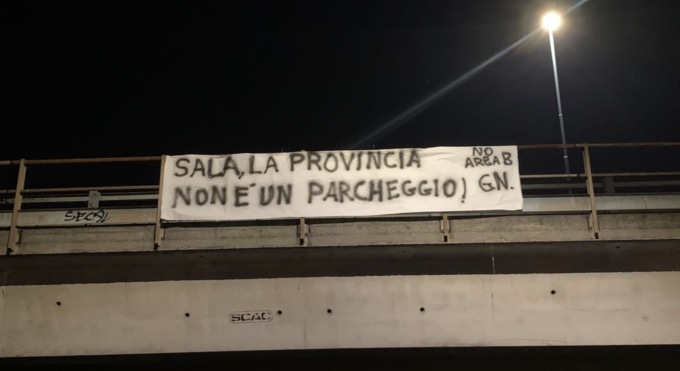 SALA, LA PROVINCIA
NON E' UN PARCHEGGIO!
NO
AREA B
GN.
SCAC